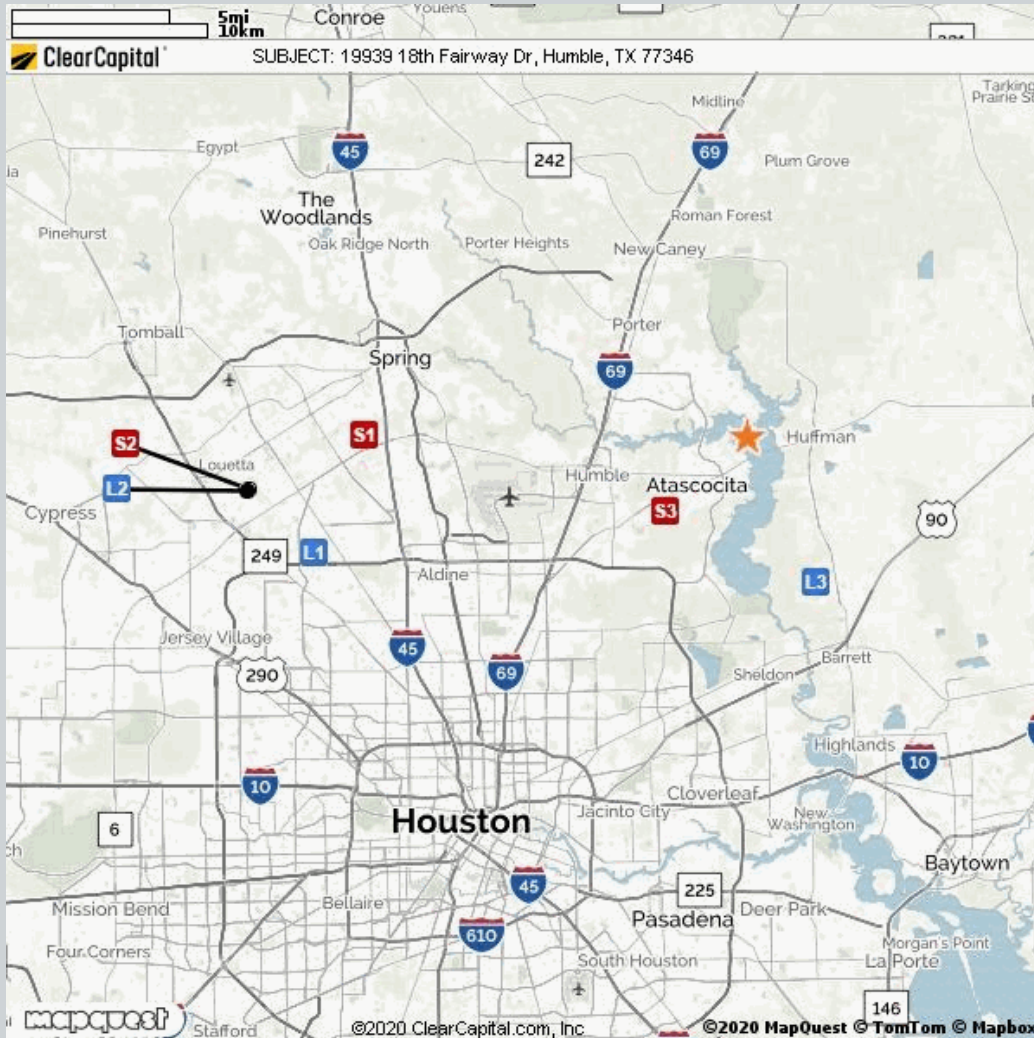 Youens
Conroe
5mi
10km
ClearCapital
SUBJECT: 19939 18th Fairway Dr, Humble, TX 77346
Midline
Egypt
45
242
69
Plum Grove
The
Woodlands
Roman Forest
Pinehurst
Oak Ridge North
Porter Heights
New Caney
Tomball
Porter
Spring
69
S1
S2
Louetta
Huffman
Humble
L2
Atascocita
Cypress
S3
90
249
L1
Aldine
L3
Jersey Village
45
69
Barrett
290
Sheldon
Highlands
10
10
Cloverleaf
Houston
Jacinto City
New
Washington
6
Baytown
45
225
Bellaire
Mission Bend
Pasadena
Deer Park
610
Four Corners
Morgan's Point
South Houston
La Porte
146
mapquest
Stafford
©2020 ClearCapital.com, Inc
©2020 MapQuest © TomTom © Mapbox